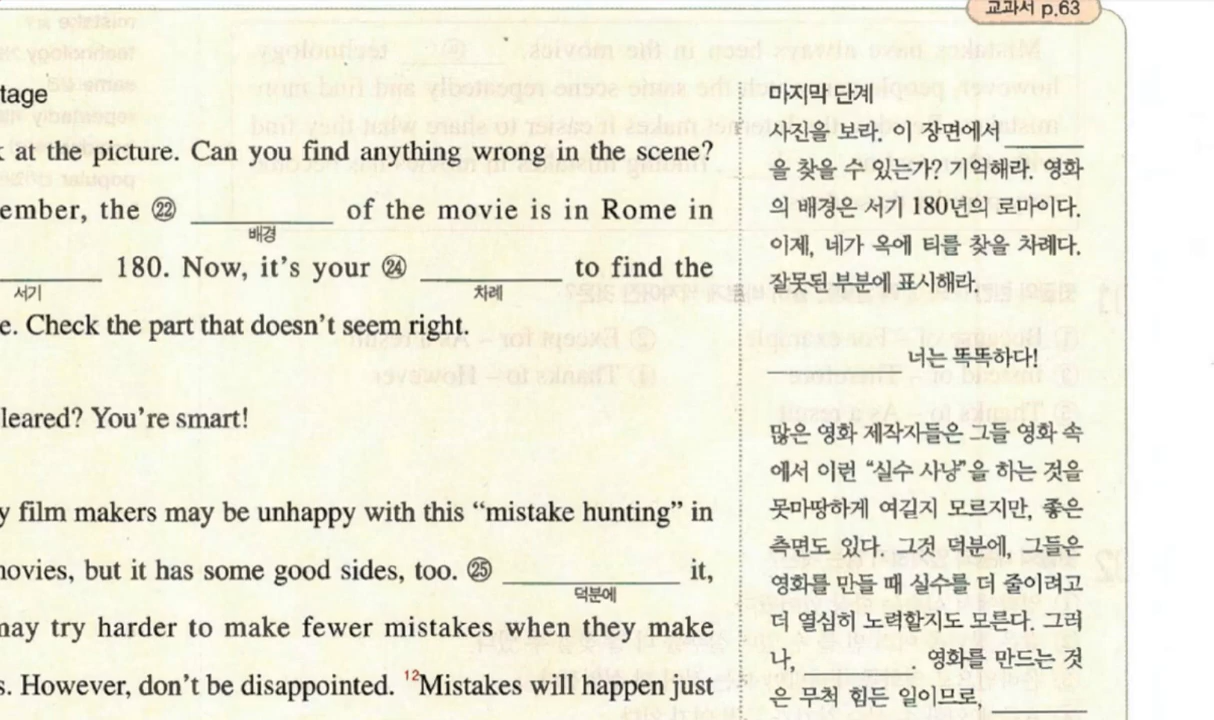 교과서 p.63
tage
at the picture. Can you find anything wrong in the scene?
ember, the ㉒ ____ of the movie is in Rome in
배경
____ 180. Now, it's your ㉔ ____ to find the
서기
차례
e. Check the part that doesn't seem right.
leared? You're smart!
y film makers may be unhappy with this “mistake hunting” in
movies, but it has some good sides, too. ㉕ ____ it,
덕분에
may try harder to make fewer mistakes when they make
s. However, don't be disappointed. 12Mistakes will happen just
마지막 단계
사진을 보라. 이 장면에서 ____
을 찾을 수 있는가? 기억해라. 영화
의 배경은 서기 180년의 로마이다.
이제, 네가 옥에 티를 찾을 차례다.
잘못된 부분에 표시해라.
____ 너는 똑똑하다!
많은 영화 제작자들은 그들 영화 속
에서 이런 “실수 사냥”을 하는 것을
못마땅하게 여길지 모르지만, 좋은
측면도 있다. 그것 덕분에, 그들은
영화를 만들 때 실수를 더 줄이려고
더 열심히 노력할지도 모른다. 그러
나, ____. 영화를 만드는 것
은 무척 힘든 일이므로, ____